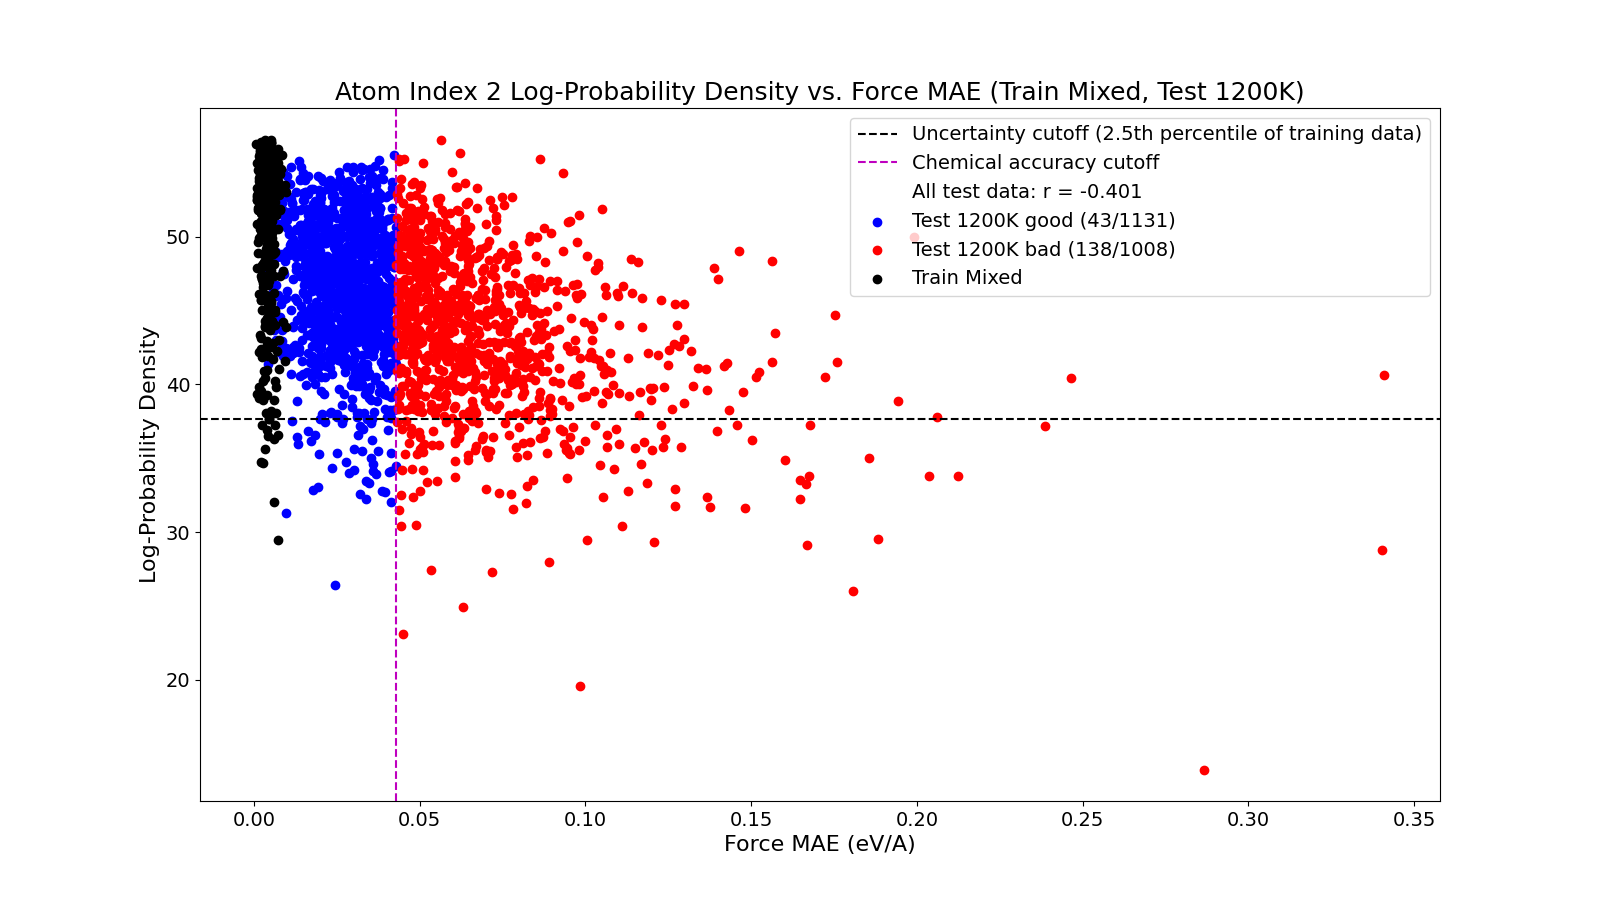 Atom Index 2 Log-Probability Density vs. Force MAE (Train Mixed, Test 1200K)
Uncertainty cutoff (2.5th percentile of training data)
Chemical accuracy cutoff
All test data: r = -0.401
Test 1200K good (43/1131)
Test 1200K bad (138/1008)
Train Mixed
Log-Probability Density
50
40
30
20
0.00 0.05 0.10 0.15 0.20 0.25 0.30 0.35
Force MAE (eV/A)